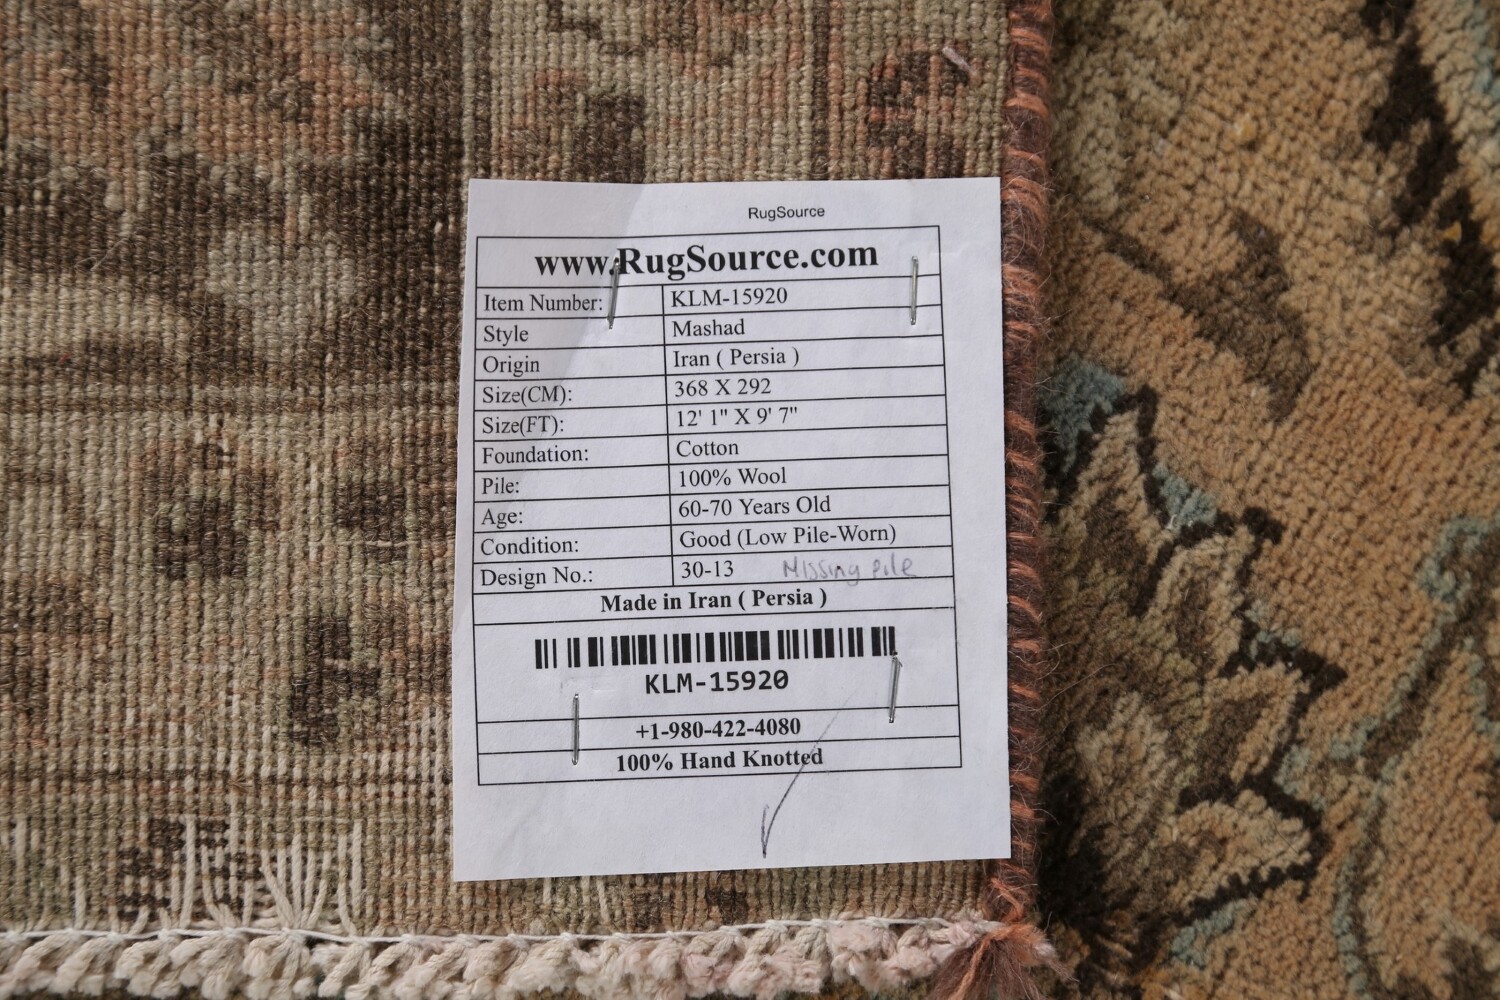 RugSource
www.RugSource.com
Item Number: KLM-15920
Style Mashad
Origin Iran ( Persia )
Size(CM): 368 X 292
Size(FT): 12' 1" X 9' 7"
Foundation: Cotton
Pile: 100% Wool
Age: 60-70 Years Old
Condition: Good (Low Pile-Worn)
Design No.: 30-13 Missing Pile
Made in Iran ( Persia )
KLM-15920
+1-980-422-4080
100% Hand Knotted